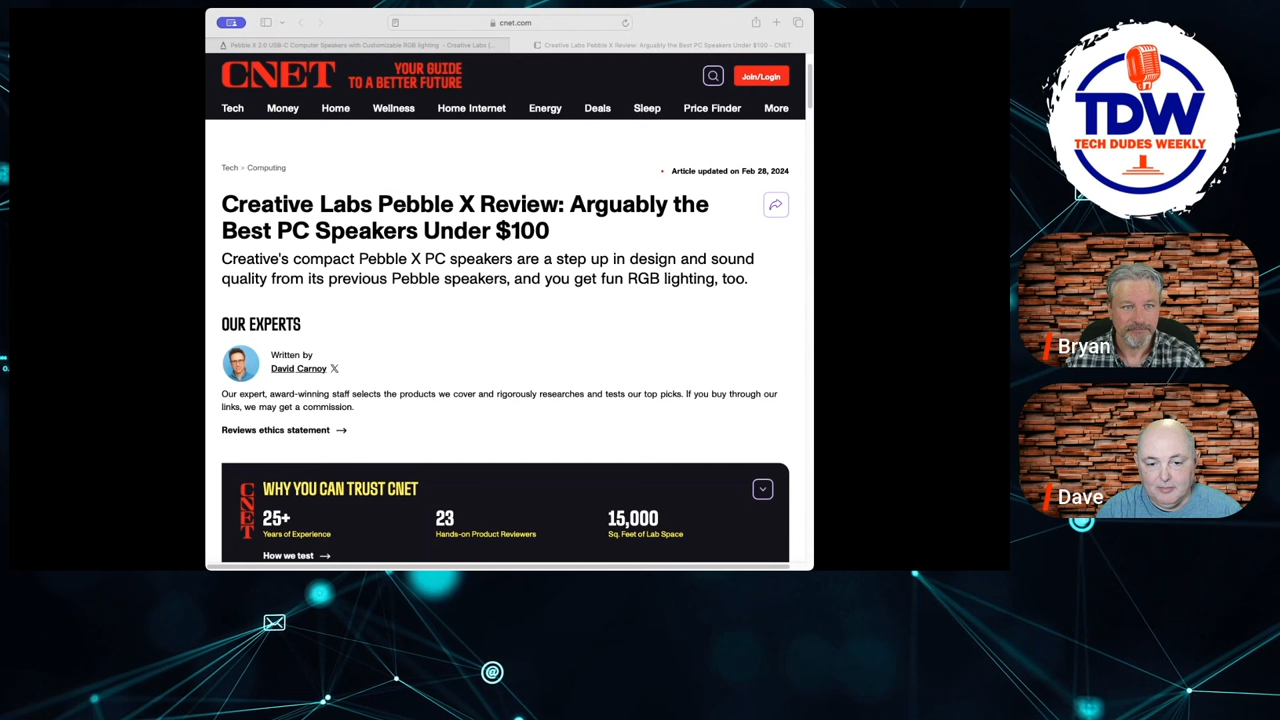 cnet.com
Pebble X 2.0 USB-C Computer Speakers with Customizable RGB lighting - Creative Labs (...
Creative Labs Pebble X Review: Arguably the Best PC Speakers Under $100 - CNET
CNET
YOUR GUIDE
TO A BETTER FUTURE
Join/Login
Tech Money Home Wellness Home Internet Energy Deals Sleep Price Finder More
Tech > Computing
• Article updated on Feb 28, 2024
Creative Labs Pebble X Review: Arguably the
Best PC Speakers Under $100
Creative's compact Pebble X PC speakers are a step up in design and sound
quality from its previous Pebble speakers, and you get fun RGB lighting, too.
OUR EXPERTS
Written by
David Carnoy X
Our expert, award-winning staff selects the products we cover and rigorously researches and tests our top picks. If you buy through our
links, we may get a commission.
Reviews ethics statement →
CNET
WHY YOU CAN TRUST CNET
25+ 23 15,000
Years of Experience Hands-on Product Reviewers Sq. Feet of Lab Space
How we test →
TDW
TECH DUDES WEEKLY
Bryan
Dave
@
@